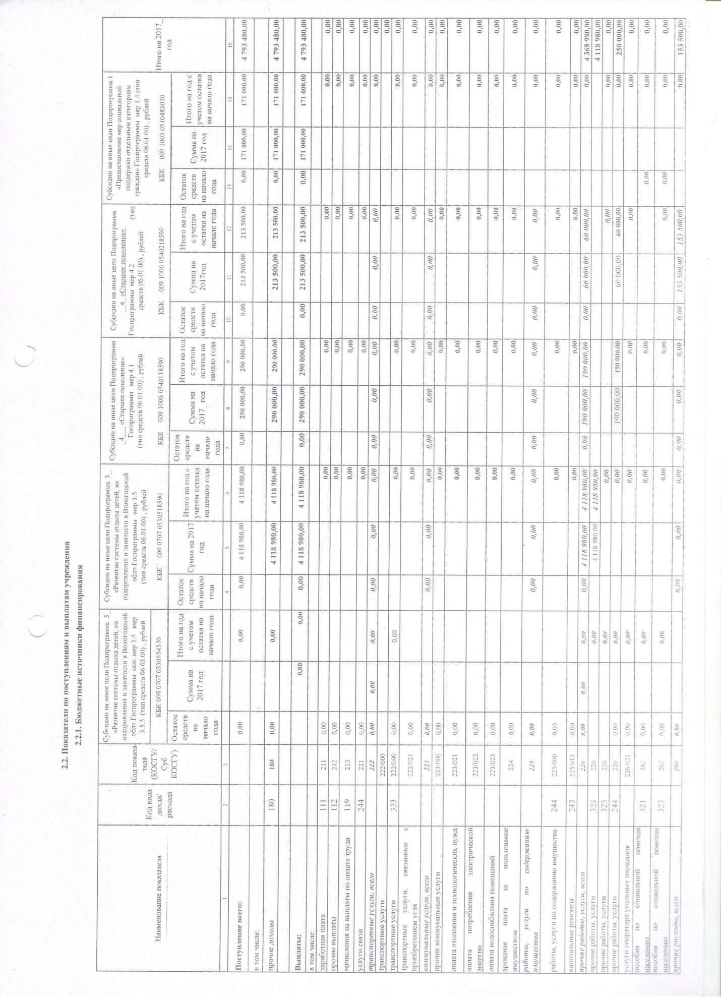 2.2. Показатели по поступлениям и выплатам учреждения
2.2.1. Бюджетные источники финансирования
Наименование показателя
Код вида дохда/ расхода
Код показа-теля (КОСГУ/ Суб КОСГУ)
Субсидии на иные цели Подпрограмма 3_
«Развитие системы отдыха детей, их
оздоровления и занятости в Вологодской
обл» Госпрограммы осн. мер 3.5 мер
3.5.5 (тип средств 06.03.00) , рублей
КБК 009 0707 0530554570
Субсидии на иные цели Подпрограмма 3_
«Развитие системы отдыха детей, их
оздоровления и занятости в Вологодской
обл» Госпрограммы мер 3.5
(тип средств 06 01 00) , рублей
КБК 009 0707 0530518590
Субсидии на иные цели Подпрограмма
_4___ «Старшее поколение»
Госпрограммы мер 4.1
(тип средств 06.01.00) , рублей
КБК 009 1006 0540118590
Субсидии на иные цели Подпрограмма
__4_ «Старшее поколение»
Госпрограммы мер 4.2 (тип
средств 06.01 00) , рублей
КБК 009 1006 0540218590
Субсидии на иные цели Подпрограмма 1
«Предоставление мер социальной
поддержки отдельным категориям
граждан» Госпрограммы мер 1.4 (тип
средств 06.01.00) , рублей
КБК 009 1003 0510483030
Итого на 2017_ год
Остаток средств на начало года
Сумма на 2017 год
Итого на год с учетом остатка на начало года
Остаток средств на начало года
Сумма на 2017 год
Итого на год с учетом остатка на начало года
Остаток средств на начало года
Сумма на 2017_ год
Итого на год с учетом остатка на начало года
Остаток средств на начало года
Сумма на 2017год
Итого на год с учетом остатка на начало года
Остаток средств на начало года
Сумма на 2017 год
Итого на год с учетом остатка на начало года
1 2 3 4 5 6 7 8 9 10 11 12 13 14 15 16
Поступление всего: 0,00 0,00 0,00 4 118 980,00 4 118 980,00 0,00 290 000,00 290 000,00 0,00 213 500.00 213 500,00 0,00 171 000,00 171 000,00 4 793 480,00
в том числе:
прочие доходы 180 180 0,00 0,00 4 118 980,00 4 118 980,00 290 000,00 290 000,00 213 500,00 213 500.00 0,00 171 000,00 171 000,00 4 793 480,00
Выплаты: 0,00 0,00 0,00 4 118 980,00 4 118 980,00 0,00 290 000,00 290 000,00 0,00 213 500,00 213 500,00 0,00 171 000,00 171 000,00 4 793 480,00
в том числе:
заработная плата 111 211 0,00 0,00 0,00 0,00 0,00 0,00
прочие выплаты 112 212 0,00 0,00 0,00 0,00 0,00 0,00
начисления на выплаты по оплате труда 119 213 0,00 0,00 0,00 0,00 0,00 0,00
услуги связи 244 221 0,00 0,00 0,00 0,00 0,00 0,00
транспортные услуги, всего 222 0,00 0,00 0,00 0,00 0,00 0,00 0,00 0,00 0,00 0,00 0,00 0,00 0,00 0,00
транспортные услуги 222/000 0,00
транспортные услуги 323 222/000 0,00 0,00 0,00 0,00 0,00 0,00 0,00
транспортные услуги, связанные с
приобретением угля 222/021 0,00 0,00 0,00 0,00 0,00 0,00
коммунальные услуги, всего 223 0,00 0,00 0,00 0,00 0,00 0,00 0,00 0,00 0,00 0,00 0,00 0,00
прочие коммунальные услуги 223/000 0,00 0,00 0,00 0,00 0,00 0,00
оплата отопления и технологических нужд 223/021 0,00 0,00 0,00 0,00 0,00 0,00
оплата потребления электрической
энергии 223/022 0,00 0,00 0,00 0,00 0,00 0,00
оплата водоснабжения помещений 223/023 0,00 0,00 0,00 0,00 0,00 0,00
арендная плата за пользование
имуществом 224 0,00 0,00 0,00 0,00 0,00 0,00
работы, услуги по содержанию
имущества 225 0,00 0,00 0,00 0,00 0,00 0,00 0,00 0,00 0,00 0,00 0,00 0,00
работы, услуги по содержанию имущества 244 225/000 0,00 0,00 0,00 0,00 0,00 0,00
капитальные ремонты 243 225/015 0,00 0,00 0,00 0,00 0,00 0,00
прочие работы, услуги, всего 226 0,00 0,00 0,00 0,00 4 118 980,00 4 118 980,00 0,00 190 000,00 190 000,00 0,00 60 000,00 60 000,00 0,00 4 368 980,00
прочие работы, услуги 323 226 0,00 4 118 980.00 4 118 980,00 4 118 980,00
прочие работы, услуги 323 226 0,00 0,00 0,00 0,00 0,00
прочие работы, услуги 244 226 0,00 0,00 0,00 190 000,00 190 000.00 60 000,00 60 000.00 0,00 250 000,00
услуги оператора угольных площадок 226/021 0,00 0,00 0,00 0,00 0,00 0,00 0,00
пособия по социальной помощи
населению 321 262 0,00 0,00 0,00 0,00 0,00 0,00 0,00
пособия по социальной помощи
населению 323 262 0,00 0,00 0,00 0,00 0,00 0,00 0,00 0,00
прочие расходы, всего 290 0,00 0,00 0,00 0,00 0,00 0,00 0,00 0,00 153 500,00 153 500,00 0,00 153 500,00